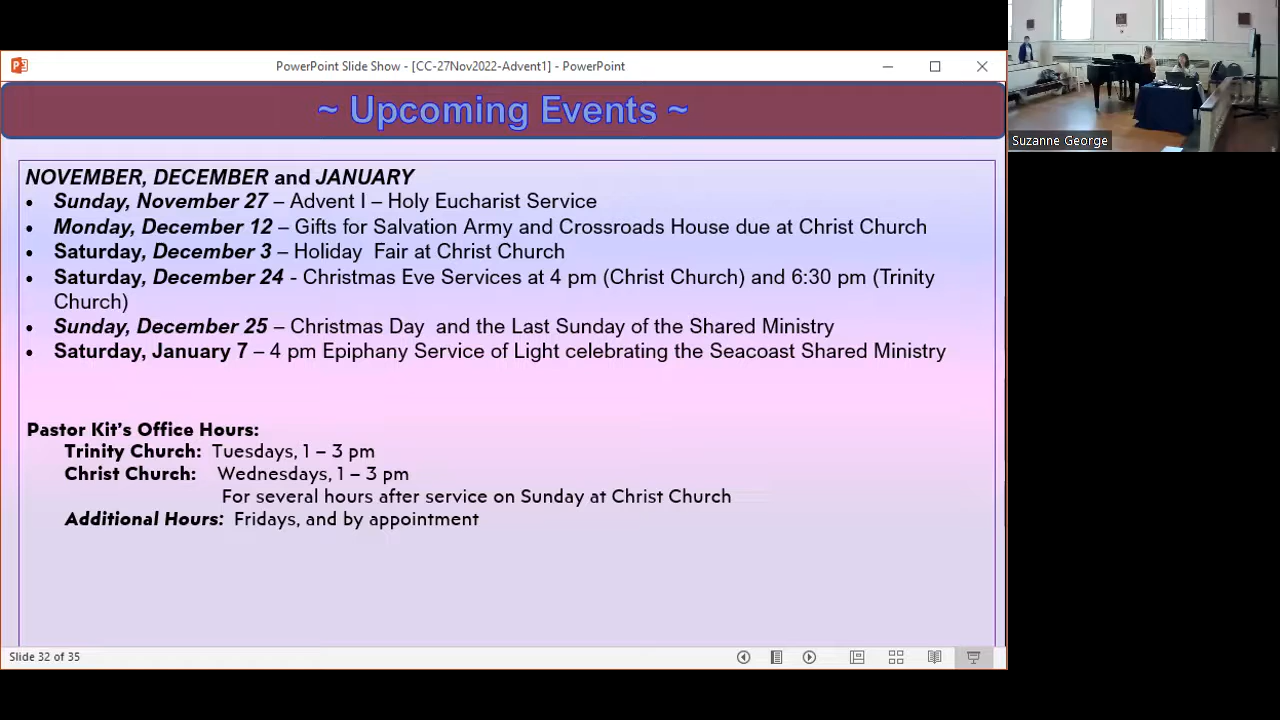 PowerPoint Slide Show - [CC-27Nov2022-Advent1] - PowerPoint
~ Upcoming Events ~
NOVEMBER, DECEMBER and JANUARY
• Sunday, November 27 – Advent I – Holy Eucharist Service
• Monday, December 12 – Gifts for Salvation Army and Crossroads House due at Christ Church
• Saturday, December 3 – Holiday  Fair at Christ Church
• Saturday, December 24 - Christmas Eve Services at 4 pm (Christ Church) and 6:30 pm (Trinity
Church)
• Sunday, December 25 – Christmas Day  and the Last Sunday of the Shared Ministry
• Saturday, January 7 – 4 pm Epiphany Service of Light celebrating the Seacoast Shared Ministry
Pastor Kit's Office Hours:
Trinity Church: Tuesdays, 1 – 3 pm
Christ Church: Wednesdays, 1 – 3 pm
For several hours after service on Sunday at Christ Church
Additional Hours: Fridays, and by appointment
Slide 32 of 35
Suzanne George